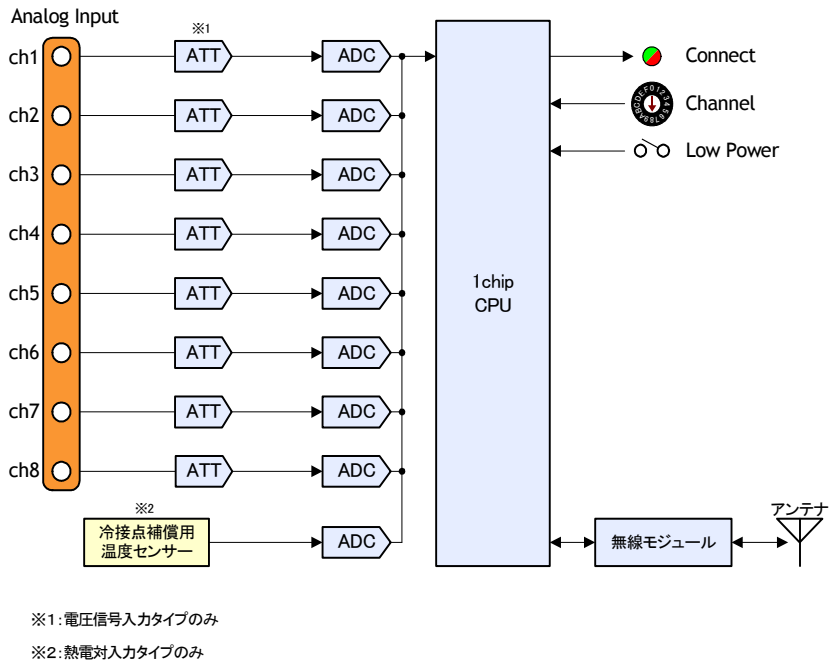 Analog Input
※1
ch1 ATT ADC Connect
ch2 ATT ADC Channel
ch3 ATT ADC Low Power
ch4 ATT ADC
ch5 ATT ADC
1chip
CPU
ch6 ATT ADC
ch7 ATT ADC
ch8 ATT ADC
※2
冷接点補償用
温度センサー
ADC
無線モジュール
アンテナ
F0123456789ABCDE
※1:電圧信号入力タイプのみ
※2:熱電対入力タイプのみ